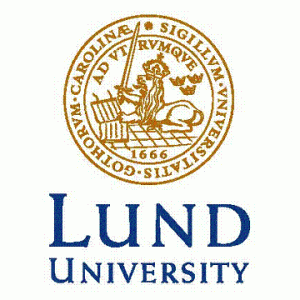 SIGILLVM · VNIVERSITATIS · GOTHORVM · CAROLINÆ
AD VTRVMQVE
1666
LUND
UNIVERSITY